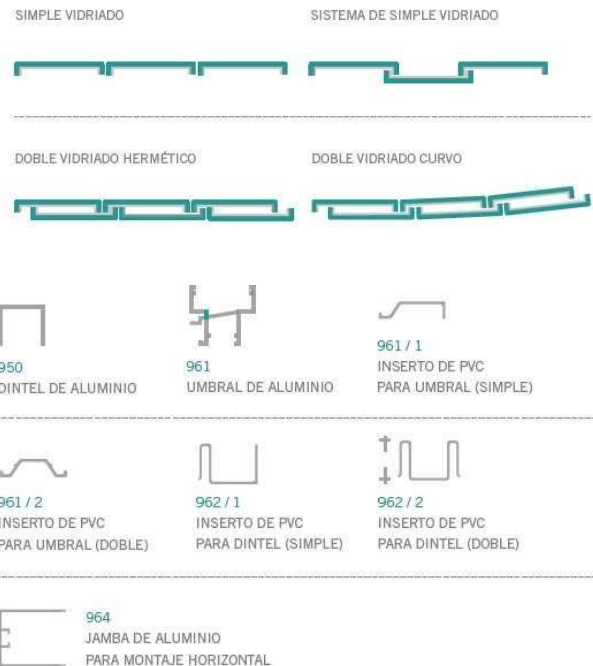 SIMPLE VIDRIADO
SISTEMA DE SIMPLE VIDRIADO
DOBLE VIDRIADO HERMÉTICO
DOBLE VIDRIADO CURVO
950
DINTEL DE ALUMINIO
961
UMBRAL DE ALUMINIO
961 / 1
INSERTO DE PVC
PARA UMBRAL (SIMPLE)
961 / 2
INSERTO DE PVC
PARA UMBRAL (DOBLE)
962 / 1
INSERTO DE PVC
PARA DINTEL (SIMPLE)
962 / 2
INSERTO DE PVC
PARA DINTEL (DOBLE)
964
JAMBA DE ALUMINIO
PARA MONTAJE HORIZONTAL